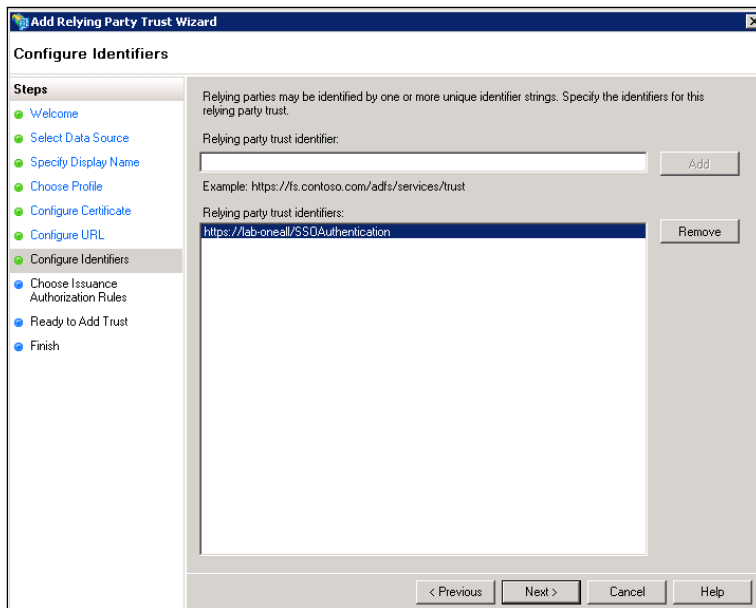 Add Relying Party Trust Wizard
Configure Identifiers
Steps
Welcome
Select Data Source
Specify Display Name
Choose Profile
Configure Certificate
Configure URL
Configure Identifiers
Choose Issuance
Authorization Rules
Ready to Add Trust
Finish
Relying parties may be identified by one or more unique identifier strings. Specify the identifiers for this
relying party trust.
Relying party trust identifier:
Add
Example: https://fs.contoso.com/adfs/services/trust
Relying party trust identifiers:
https://lab-oneall/SSOAuthentication
Remove
< Previous
Next >
Cancel
Help